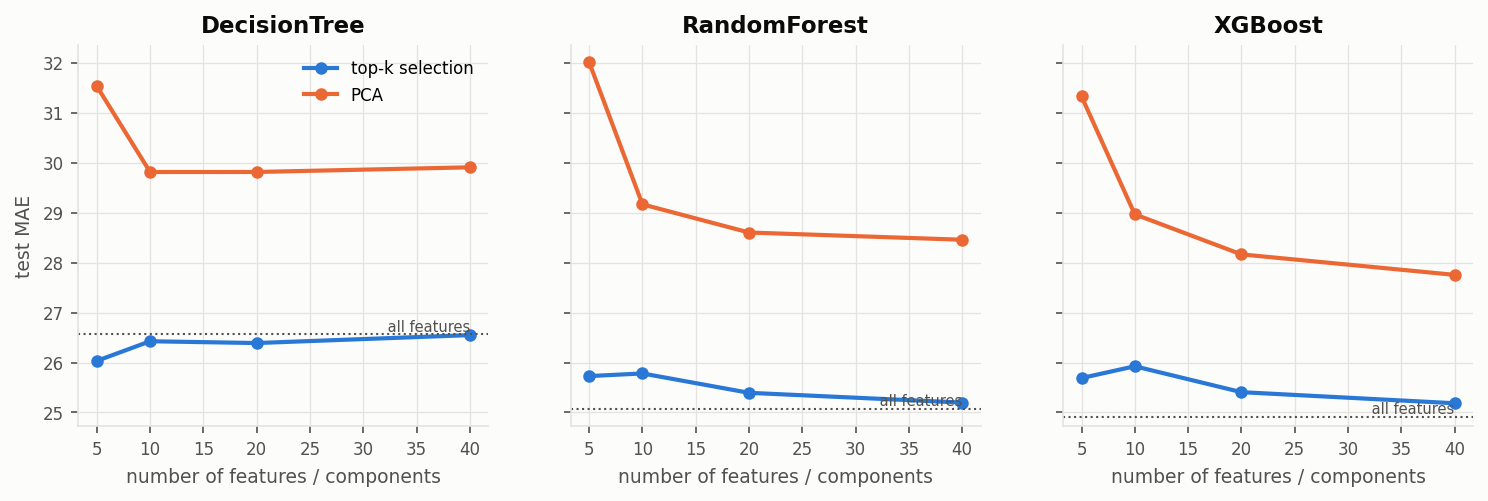 DecisionTree
RandomForest
XGBoost
test MAE
32
31
30
29
28
27
26
25
top-k selection
PCA
all features
all features
all features
5 10 15 20 25 30 35 40
5 10 15 20 25 30 35 40
5 10 15 20 25 30 35 40
number of features / components
number of features / components
number of features / components